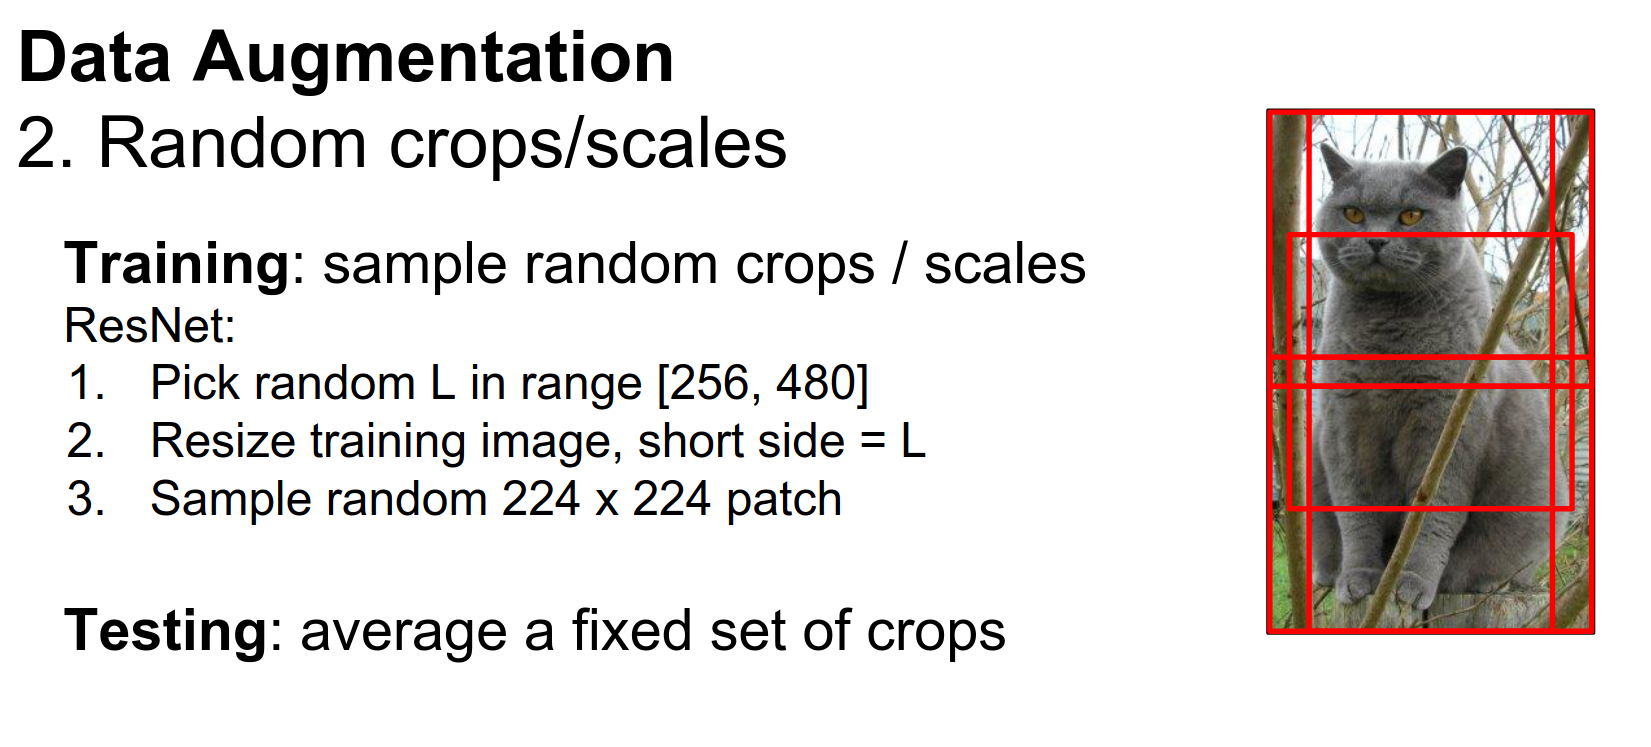 Data Augmentation
2. Random crops/scales
Training: sample random crops / scales
ResNet:
1. Pick random L in range [256, 480]
2. Resize training image, short side = L
3. Sample random 224 x 224 patch
Testing: average a fixed set of crops